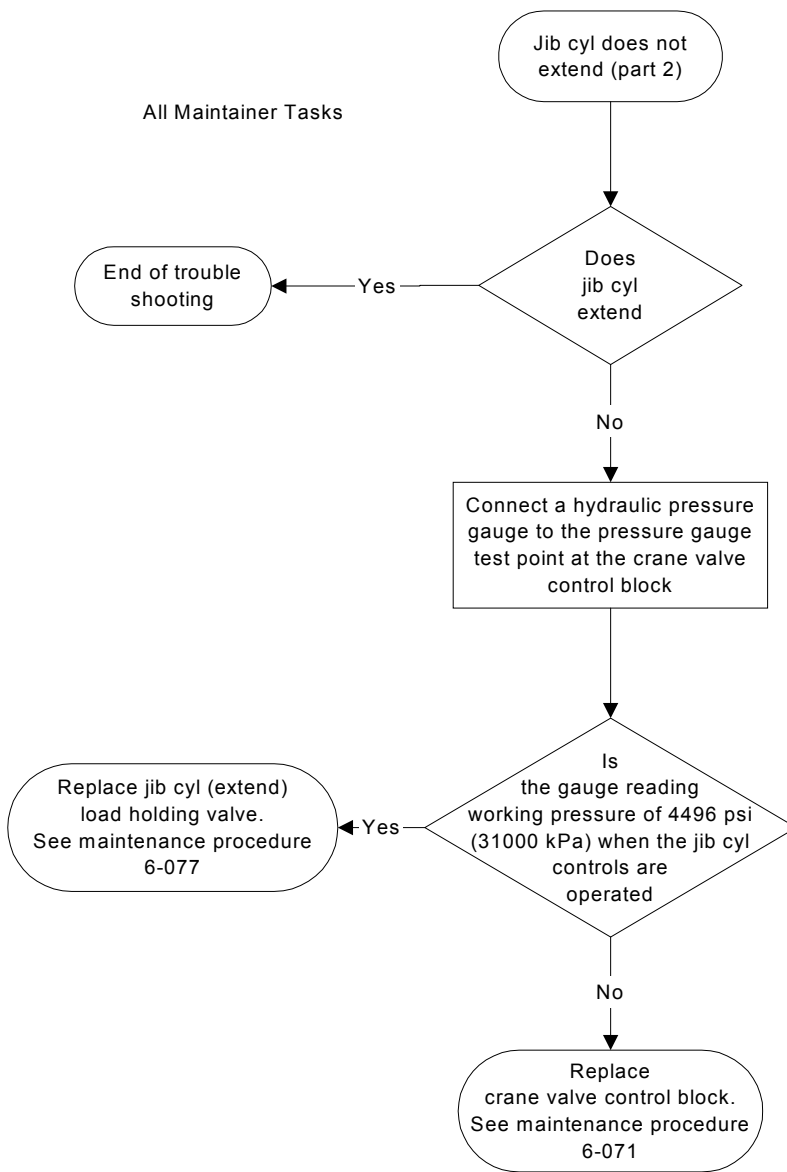 Jib cyl does not
extend (part 2)
All Maintainer Tasks
Does
jib cyl
extend
Yes
End of trouble
shooting
No
Connect a hydraulic pressure
gauge to the pressure gauge
test point at the crane valve
control block
Is
the gauge reading
working pressure of 4496 psi
(31000 kPa) when the jib cyl
controls are
operated
Yes
Replace jib cyl (extend)
load holding valve.
See maintenance procedure
6-077
No
Replace
crane valve control block.
See maintenance procedure
6-071